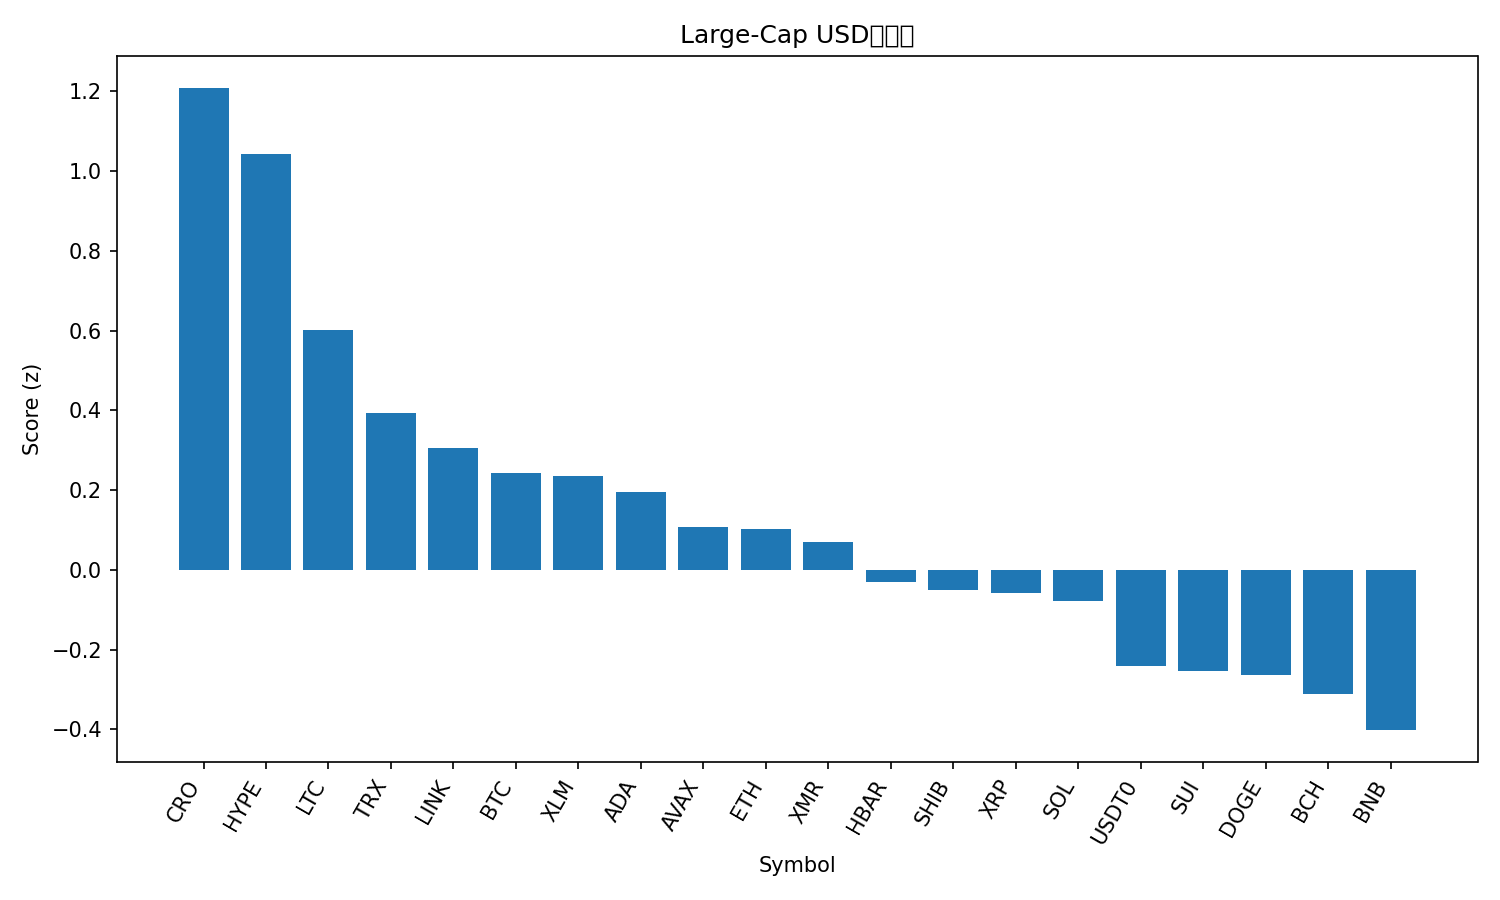 Large-Cap USD
Score (z)
1.2
1.0
0.8
0.6
0.4
0.2
0.0
−0.2
−0.4
CRO
HYPE
LTC
TRX
LINK
BTC
XLM
ADA
AVAX
ETH
XMR
HBAR
SHIB
XRP
SOL
USDT0
SUI
DOGE
BCH
BNB
Symbol